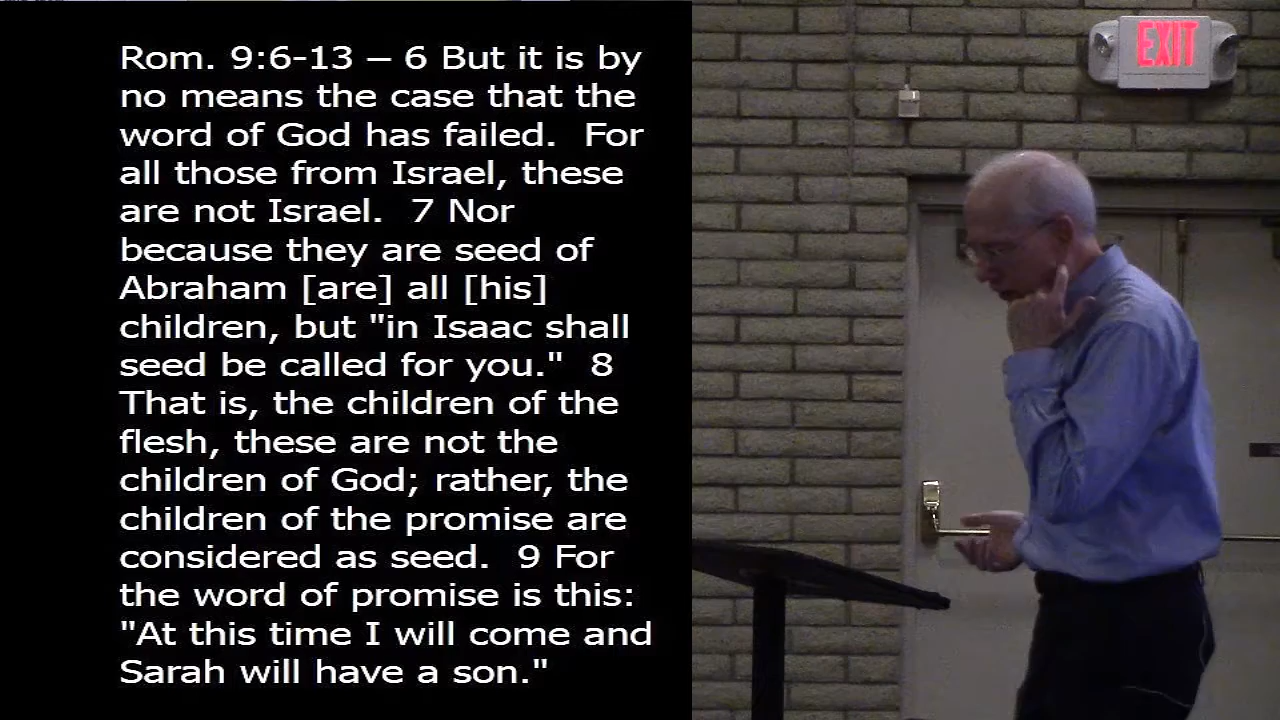 Rom. 9:6-13 – 6 But it is by
no means the case that the
word of God has failed.  For
all those from Israel, these
are not Israel.  7 Nor
because they are seed of
Abraham [are] all [his]
children, but "in Isaac shall
seed be called for you."  8
That is, the children of the
flesh, these are not the
children of God; rather, the
children of the promise are
considered as seed.  9 For
the word of promise is this:
"At this time I will come and
Sarah will have a son."
EXIT